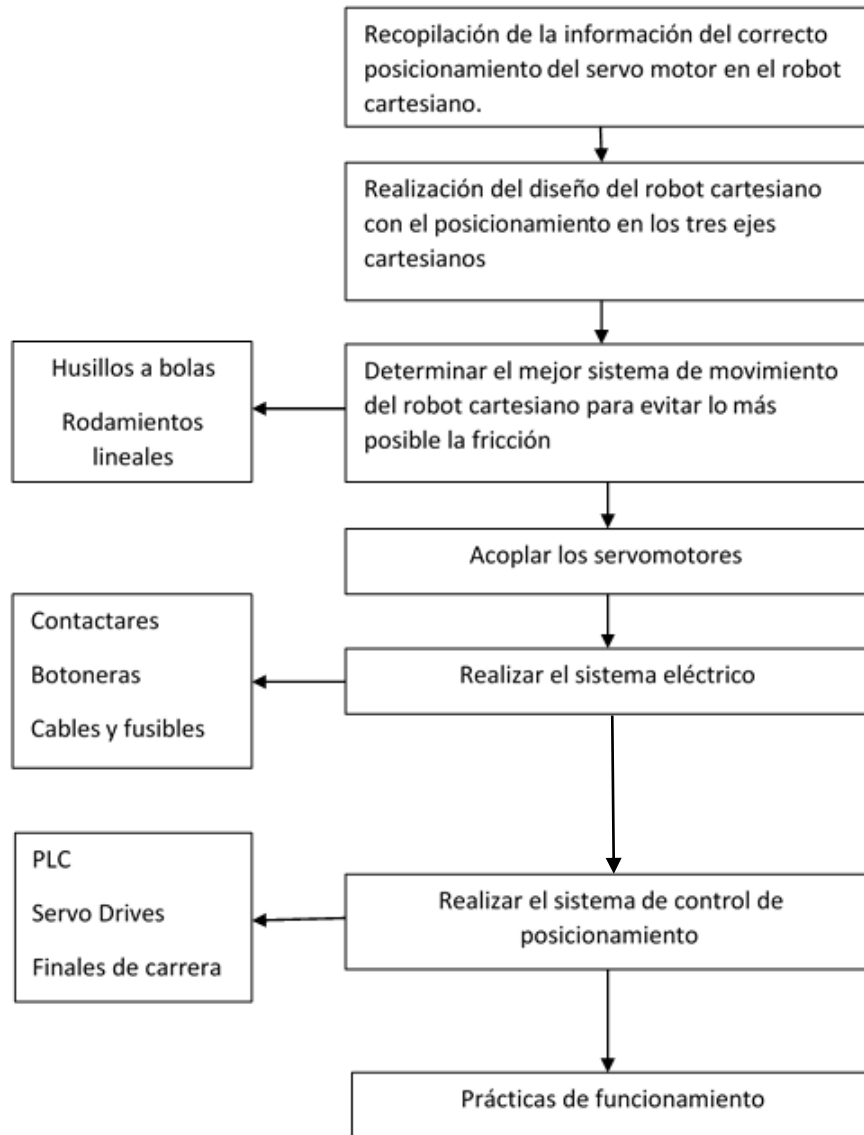 Recopilación de la información del correcto
posicionamiento del servo motor en el robot
cartesiano.
Realización del diseño del robot cartesiano
con el posicionamiento en los tres ejes
cartesianos
Husillos a bolas
Rodamientos
lineales
Determinar el mejor sistema de movimiento
del robot cartesiano para evitar lo más
posible la fricción
Acoplar los servomotores
Contactares
Botoneras
Cables y fusibles
Realizar el sistema eléctrico
PLC
Servo Drives
Finales de carrera
Realizar el sistema de control de
posicionamiento
Prácticas de funcionamiento